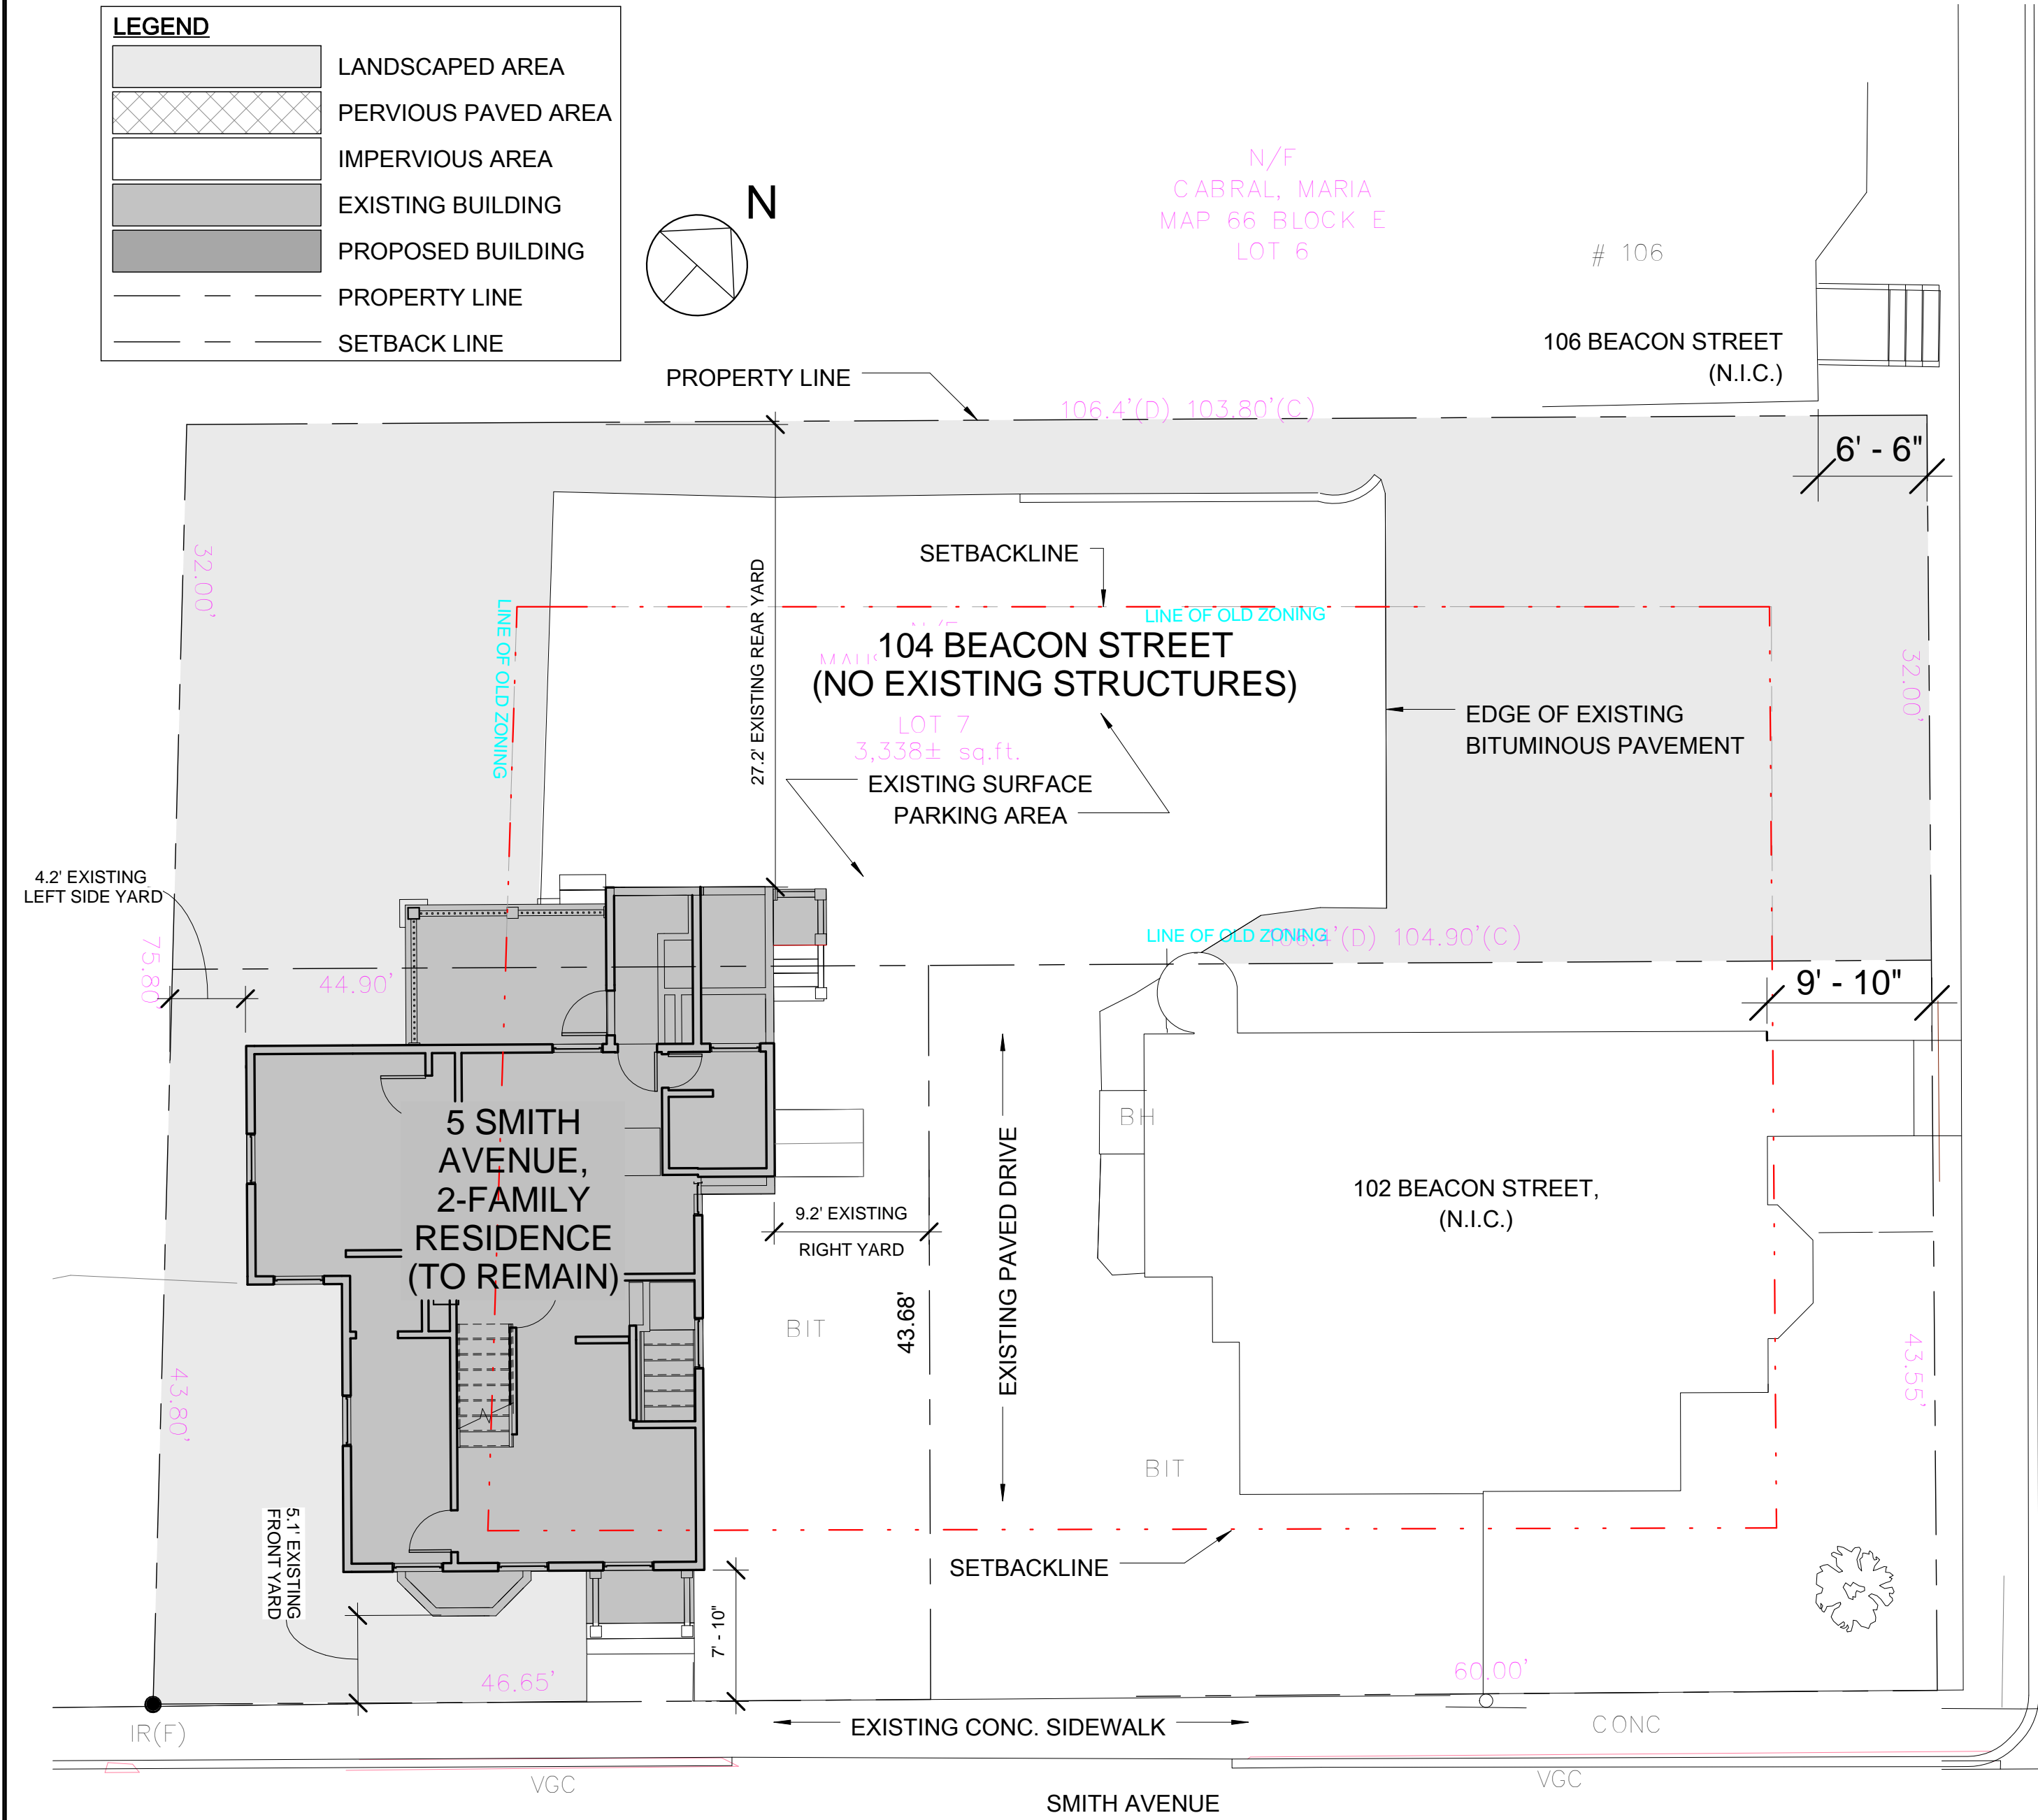 LEGEND
LANDSCAPED AREA
PERVIOUS PAVED AREA
IMPERVIOUS AREA
EXISTING BUILDING
PROPOSED BUILDING
PROPERTY LINE
SETBACK LINE
N
N/F
CABRAL, MARIA
MAP 66 BLOCK E
LOT 6
# 106
106 BEACON STREET
(N.I.C.)
PROPERTY LINE
106.4'(D) 103.80'(C)
6' - 6"
32.00'
SETBACKLINE
LINE OF OLD ZONING
LINE OF OLD ZONING
27.2' EXISTING REAR YARD
104 BEACON STREET
(NO EXISTING STRUCTURES)
LOT 7
3,338± sq.ft.
32.00'
EDGE OF EXISTING
BITUMINOUS PAVEMENT
EXISTING SURFACE
PARKING AREA
4.2' EXISTING
LEFT SIDE YARD
75.80'
44.90'
LINE OF OLD ZONING
106.4'(D) 104.90'(C)
9' - 10"
5 SMITH
AVENUE,
2-FAMILY
RESIDENCE
(TO REMAIN)
BH
EXISTING PAVED DRIVE
102 BEACON STREET,
(N.I.C.)
9.2' EXISTING
RIGHT YARD
43.68'
BIT
43.80'
43.55'
BIT
5.1' EXISTING
FRONT YARD
SETBACKLINE
7' - 10"
46.65'
60.00'
IR(F)
EXISTING CONC. SIDEWALK
CONC
VGC
VGC
SMITH AVENUE